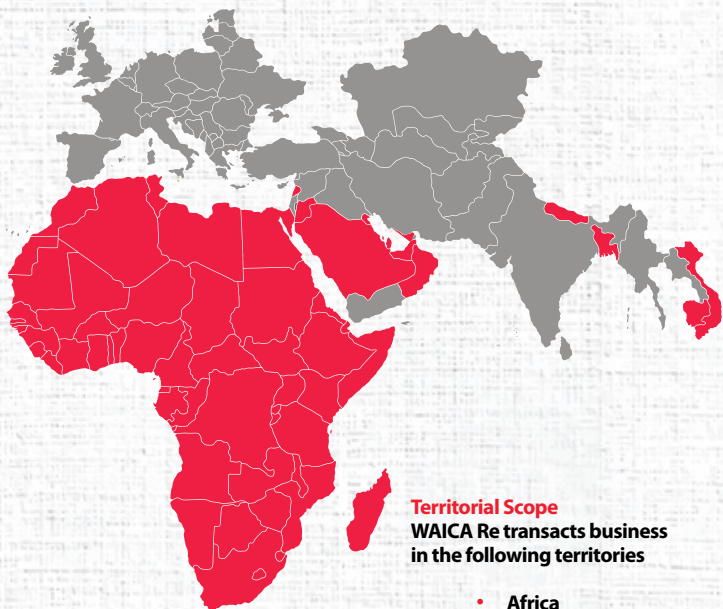 Territorial Scope
WAICA Re transacts business
in the following territories
• Africa